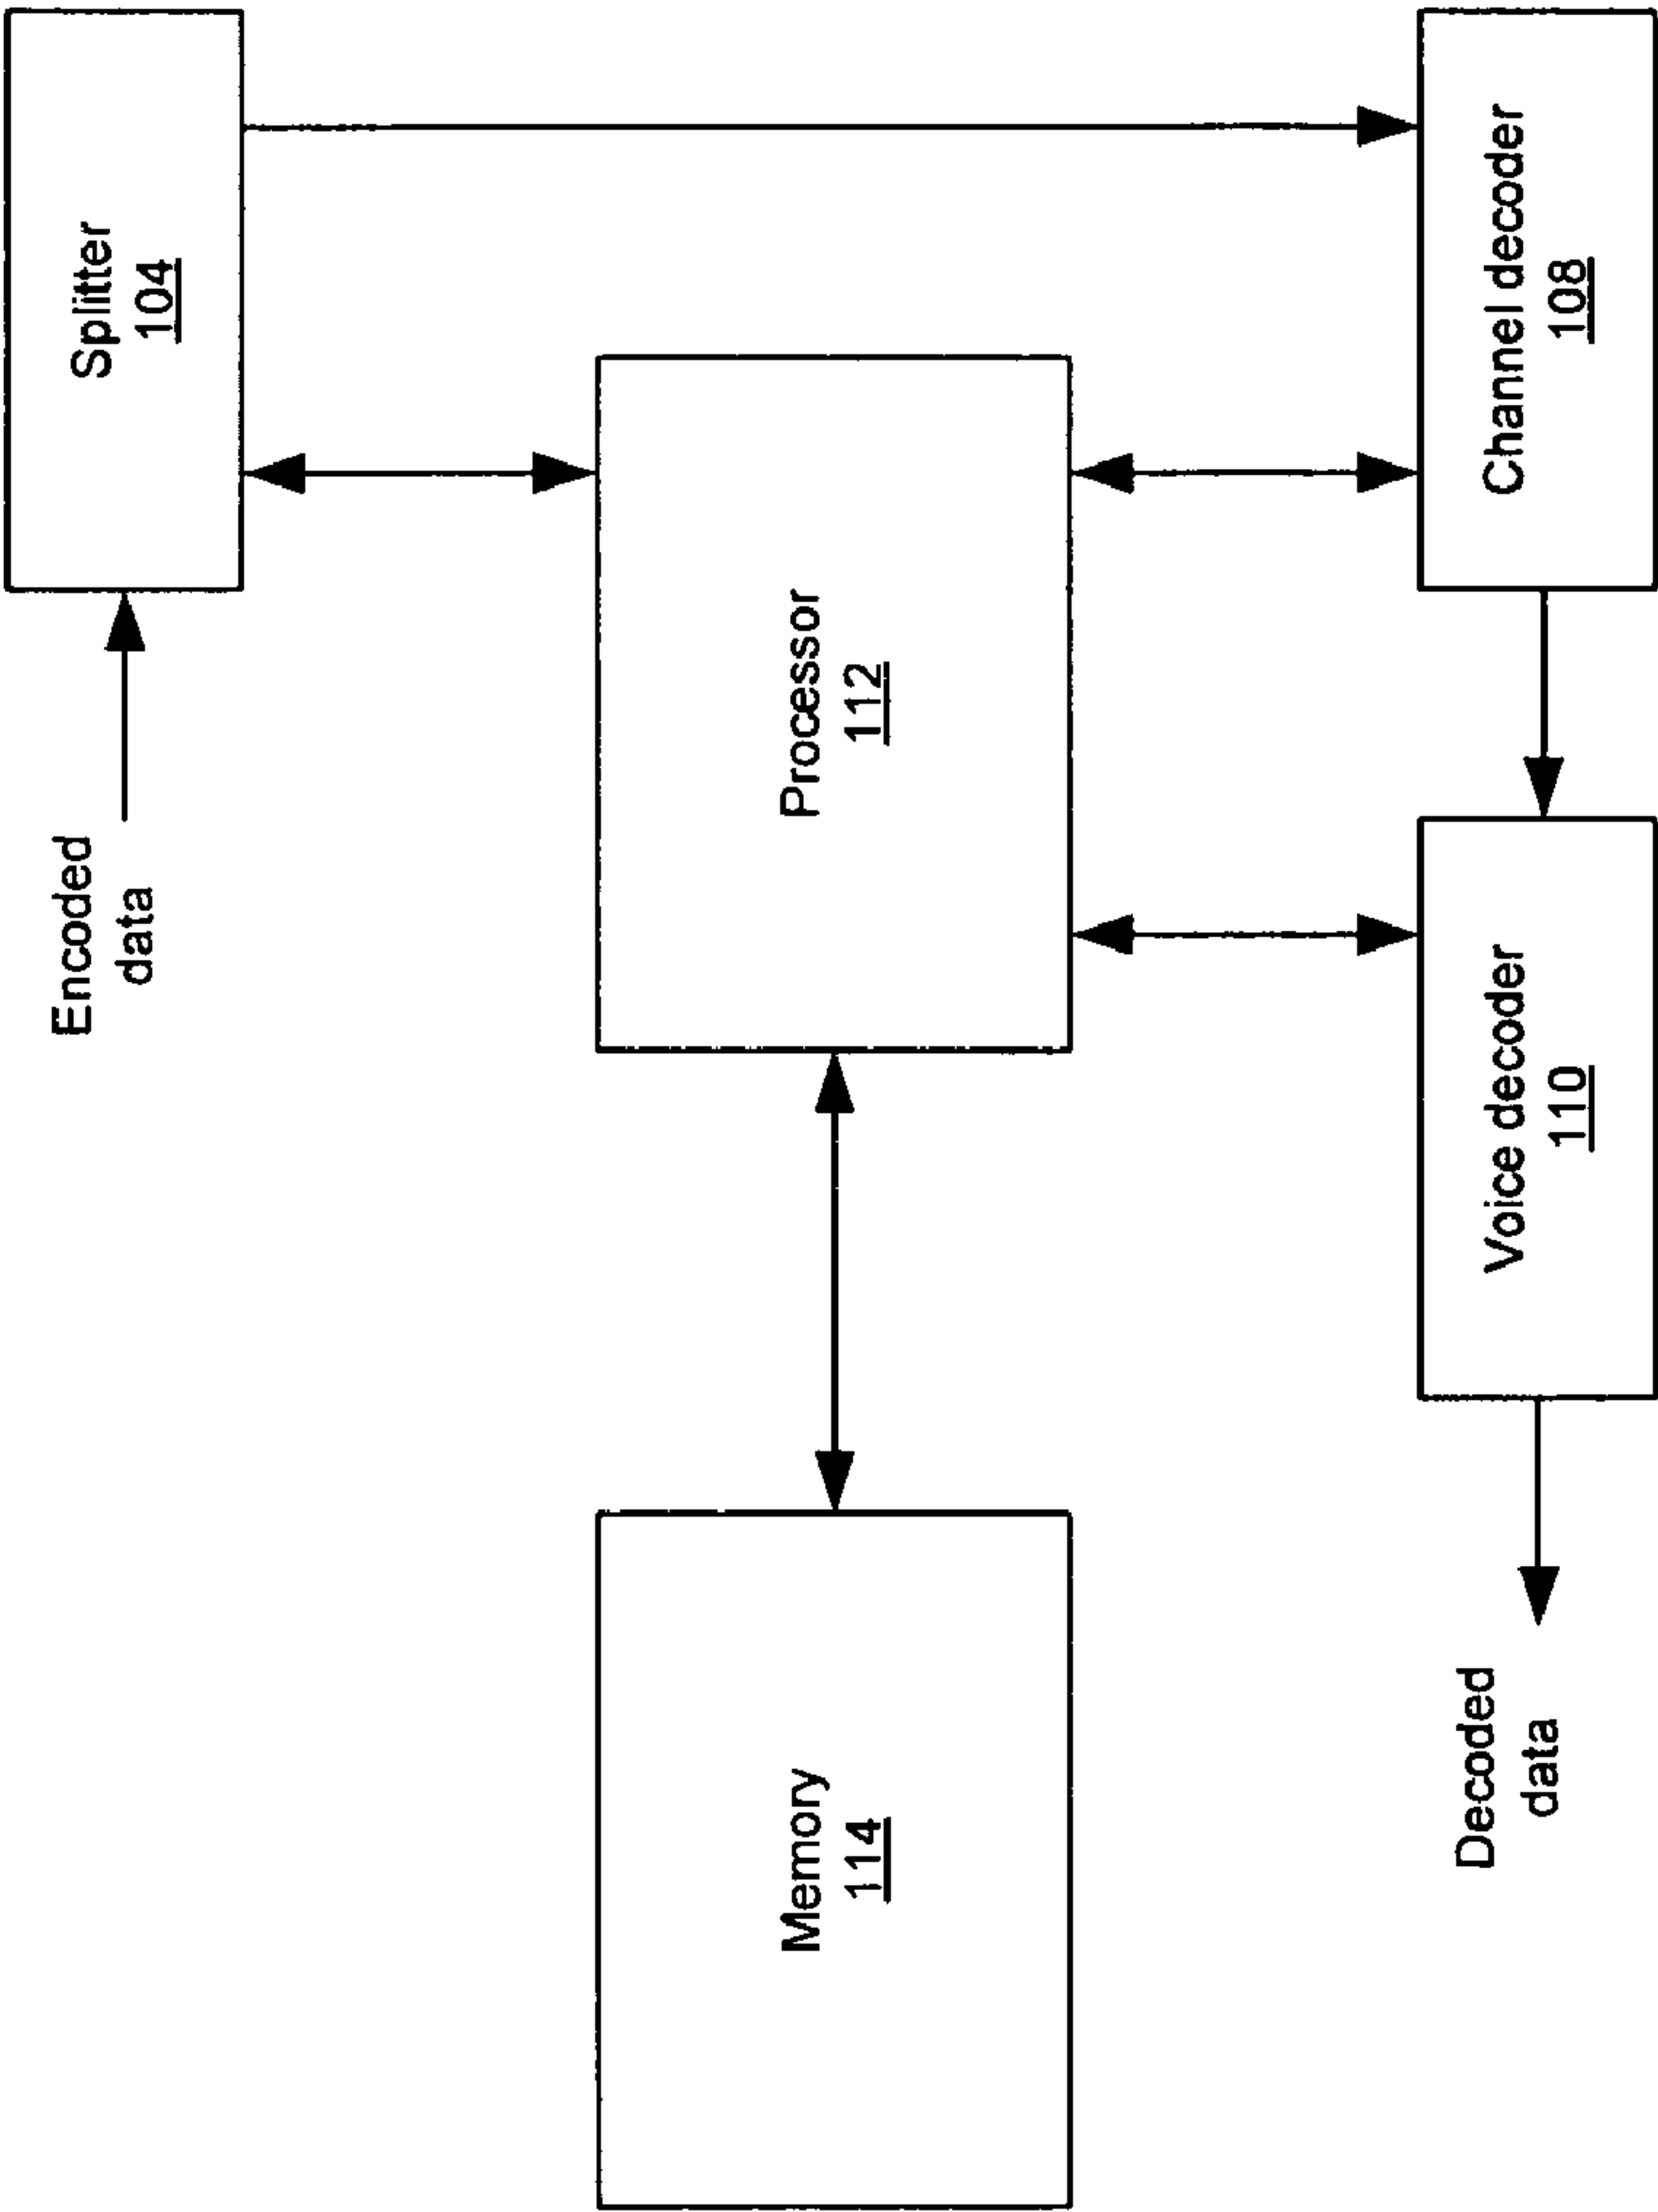 Encoded
data
Splitter
104
Memory
114
Processor
112
Decoded
data
Voice decoder
110
Channel decoder
108